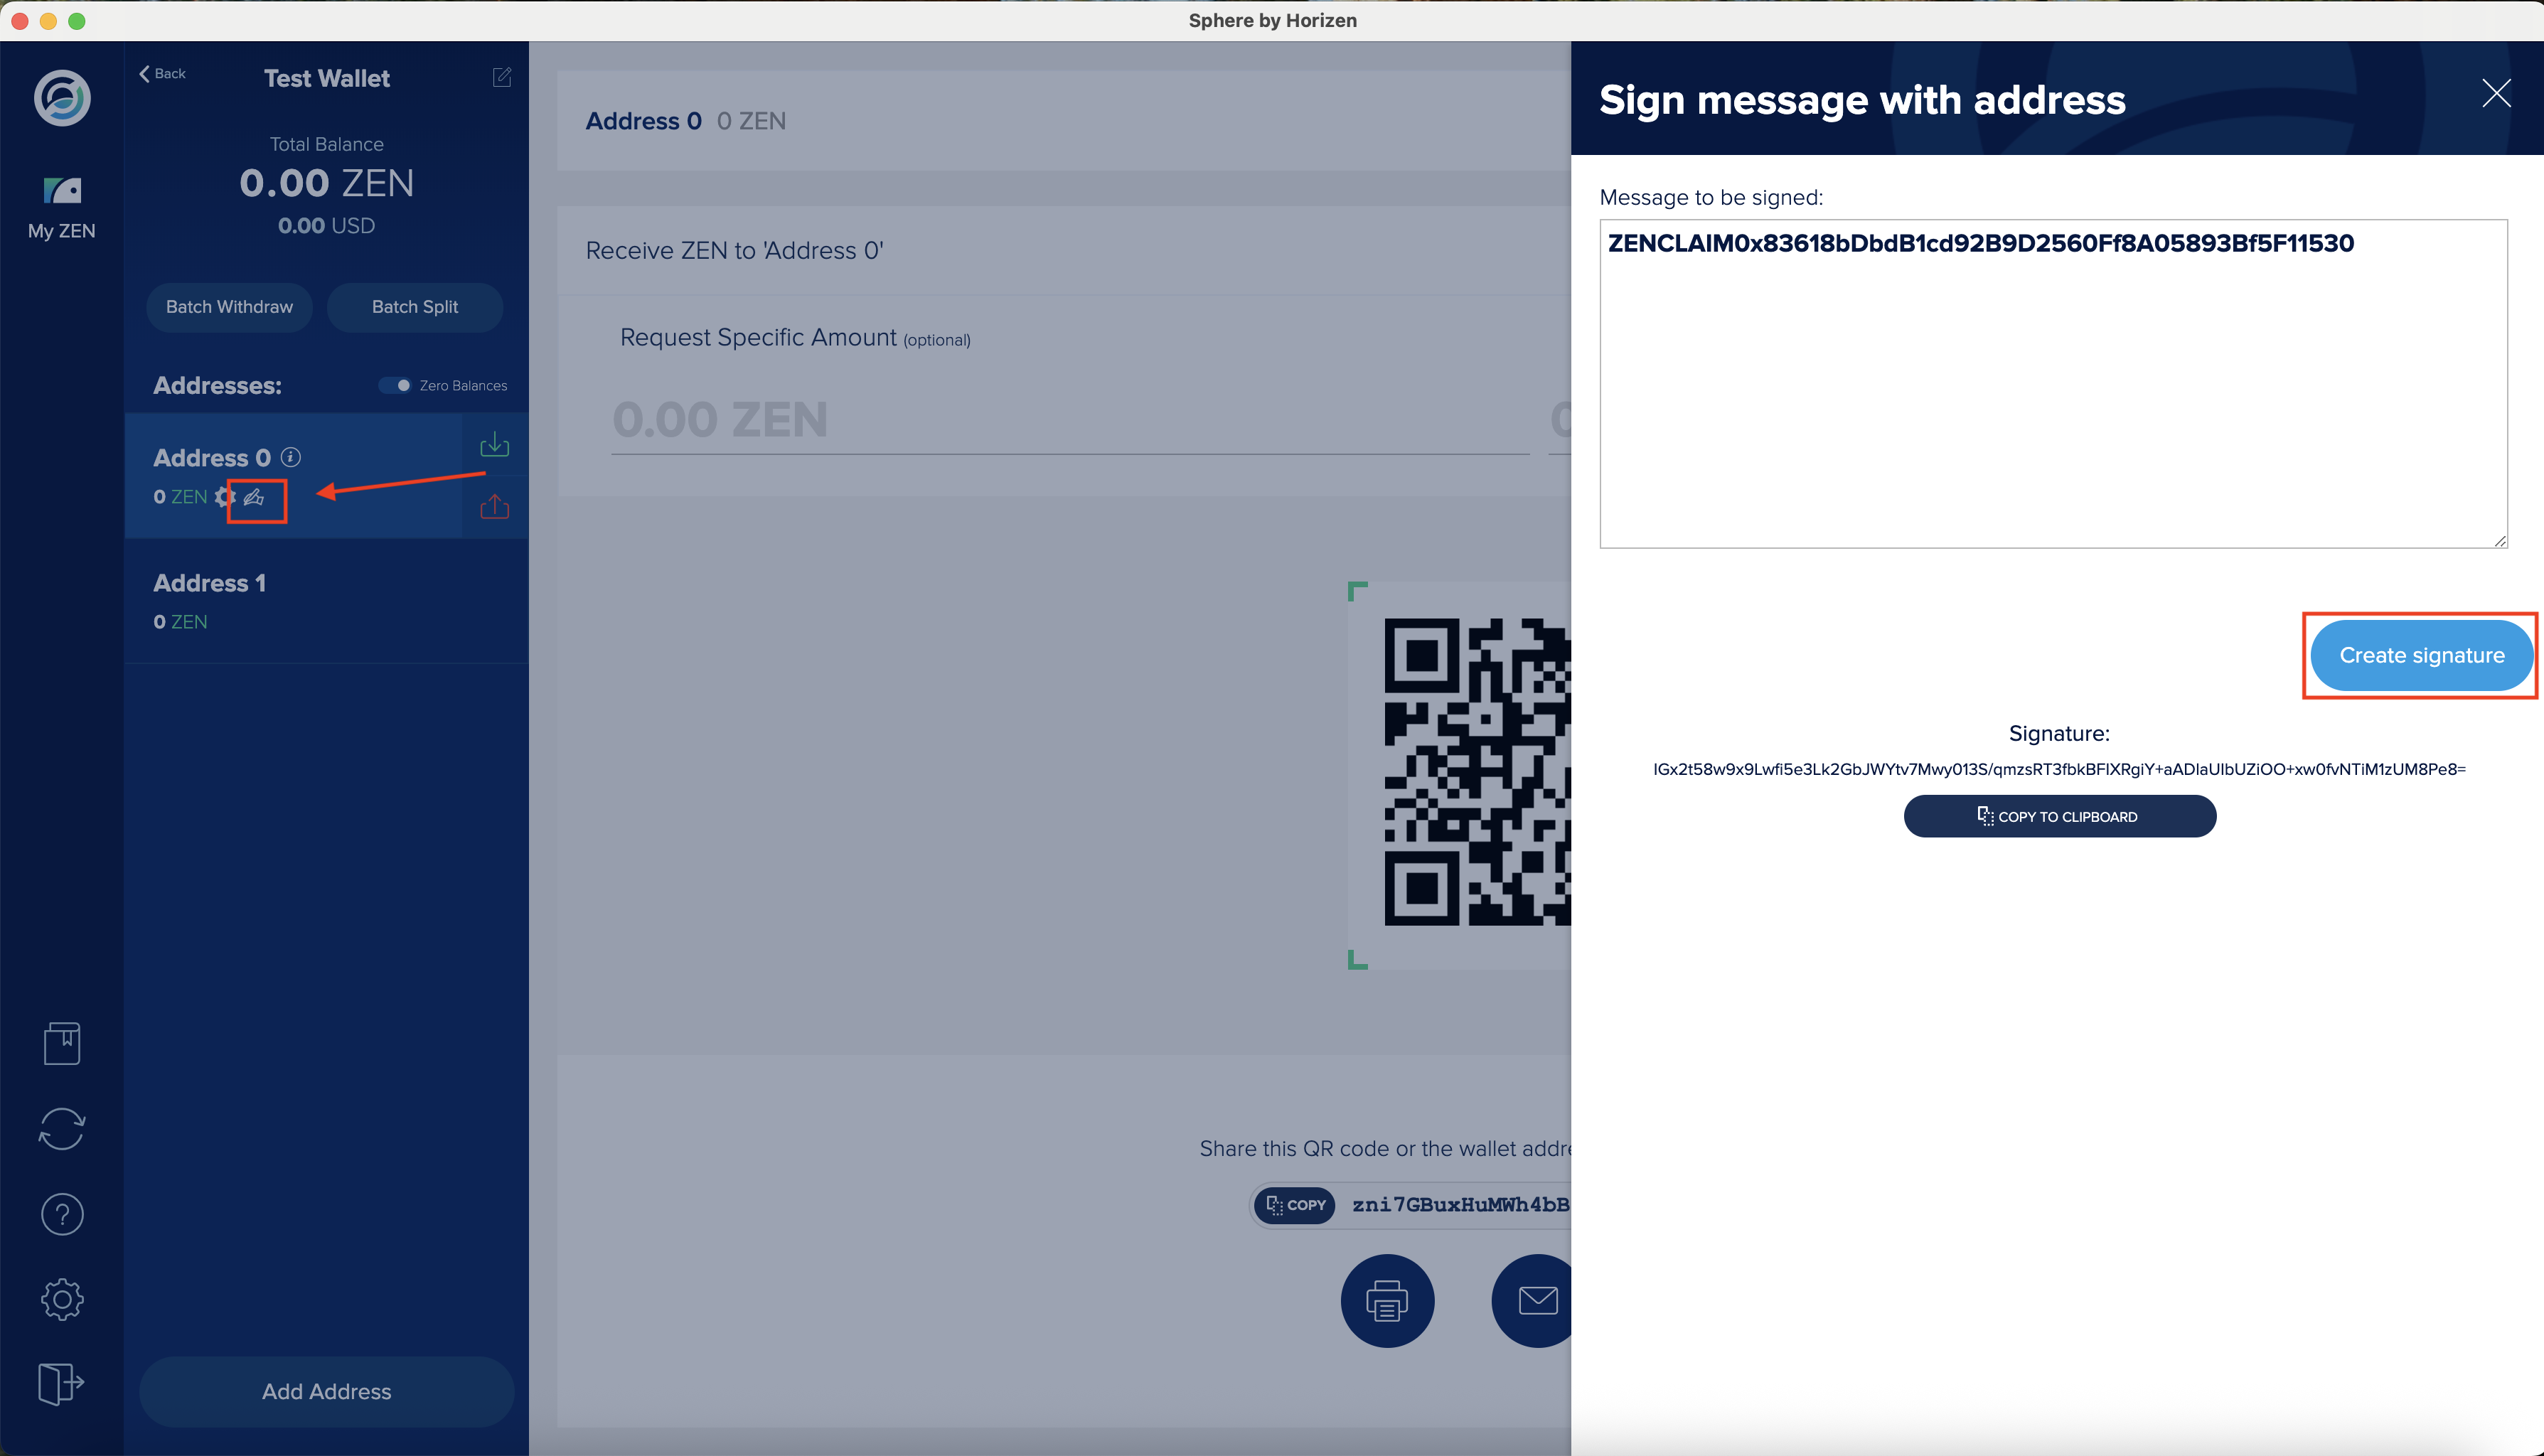 Sphere by Horizen
My ZEN
Back
Test Wallet
Total Balance
0.00 ZEN
0.00 USD
Batch Withdraw
Batch Split
Addresses:
Zero Balances
Address 0
0 ZEN
Address 1
0 ZEN
Add Address
Address 0 0 ZEN
Receive ZEN to 'Address 0'
Request Specific Amount (optional)
0.00 ZEN
Share this QR code or the wallet
COPY zni7GBuxHuMWh4bB
Sign message with address
Message to be signed:
ZENCLAIM0x83618bDbdB1cd92B9D2560Ff8A05893Bf5F11530
Create signature
Signature:
IGx2t58w9x9Lwfi5e3Lk2GbJWYtv7Mwy013S/qmzsRT3fbkBFIXRgiY+aADIaUIbUZiOO+xw0fvNTiM1zUM8Pe8=
COPY TO CLIPBOARD